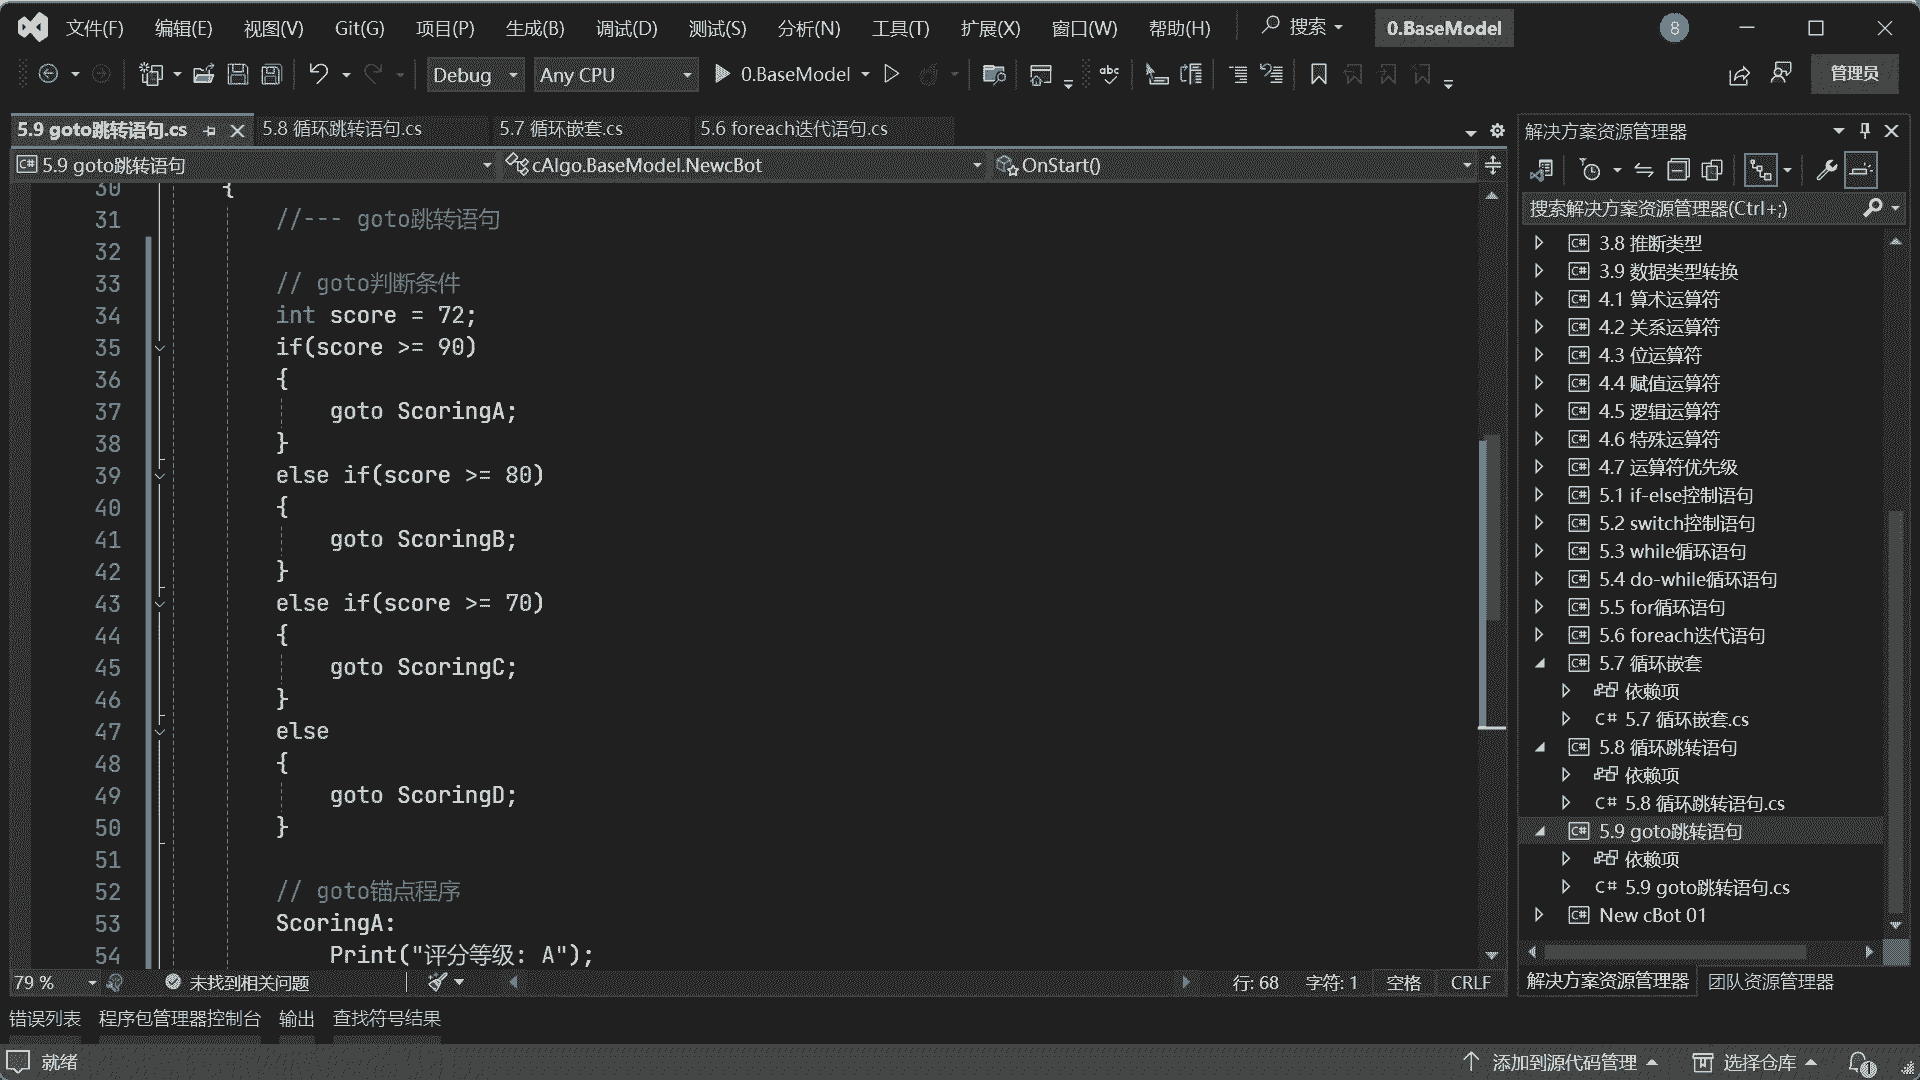 文件(F) 编辑(E) 视图(V) Git(G) 项目(P) 生成(B) 调试(D) 测试(S) 分析(N) 工具(T) 扩展(X) 窗口(W) 帮助(H) 搜索 0.BaseModel 8
Debug Any CPU 0.BaseModel abc 管理员
5.9 goto跳转语句.cs 5.8 循环跳转语句.cs 5.7 循环嵌套.cs 5.6 foreach迭代语句.cs
C# 5.9 goto跳转语句 cAlgo.BaseModel.NewcBot OnStart()
30 {
31 //--- goto跳转语句
32
33 // goto判断条件
34 int score = 72;
35 if(score >= 90)
36 {
37 goto ScoringA;
38 }
39 else if(score >= 80)
40 {
41 goto ScoringB;
42 }
43 else if(score >= 70)
44 {
45 goto ScoringC;
46 }
47 else
48 {
49 goto ScoringD;
50 }
51
52 // goto锚点程序
53 ScoringA:
54 Print("评分等级: A");
79 % 未找到相关问题 行: 68 字符: 1 空格 CRLF
解决方案资源管理器
搜索解决方案资源管理器(Ctrl+;)
C# 3.8 推断类型
C# 3.9 数据类型转换
C# 4.1 算术运算符
C# 4.2 关系运算符
C# 4.3 位运算符
C# 4.4 赋值运算符
C# 4.5 逻辑运算符
C# 4.6 特殊运算符
C# 4.7 运算符优先级
C# 5.1 if-else控制语句
C# 5.2 switch控制语句
C# 5.3 while循环语句
C# 5.4 do-while循环语句
C# 5.5 for循环语句
C# 5.6 foreach迭代语句
C# 5.7 循环嵌套
依赖项
C# 5.7 循环嵌套.cs
C# 5.8 循环跳转语句
依赖项
C# 5.8 循环跳转语句.cs
C# 5.9 goto跳转语句
依赖项
C# 5.9 goto跳转语句.cs
C# New cBot 01
解决方案资源管理器 团队资源管理器
错误列表 程序包管理器控制台 输出 查找符号结果
就绪 添加到源代码管理 选择仓库 1